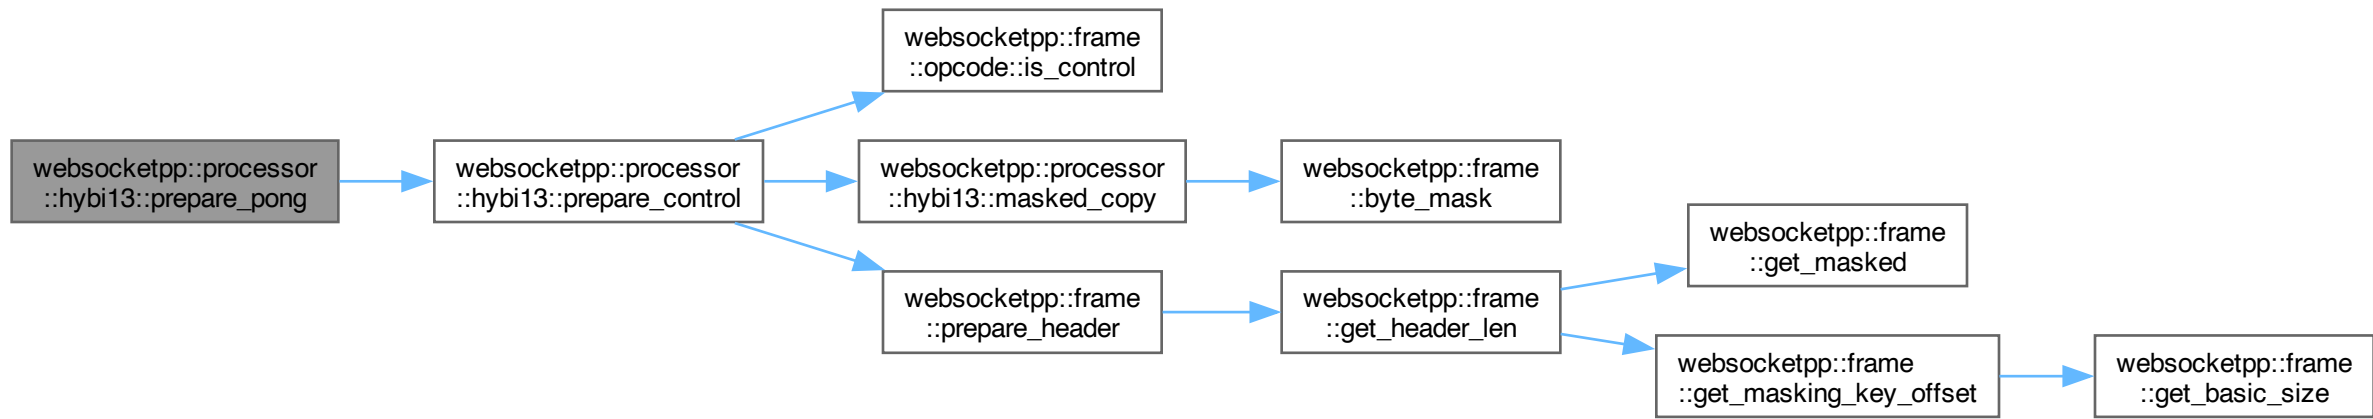 websocketpp::frame
::opcode::is_control
websocketpp::processor
::hybi13::prepare_pong
websocketpp::processor
::hybi13::prepare_control
websocketpp::processor
::hybi13::masked_copy
websocketpp::frame
::byte_mask
websocketpp::frame
::prepare_header
websocketpp::frame
::get_header_len
websocketpp::frame
::get_masked
websocketpp::frame
::get_masking_key_offset
websocketpp::frame
::get_basic_size